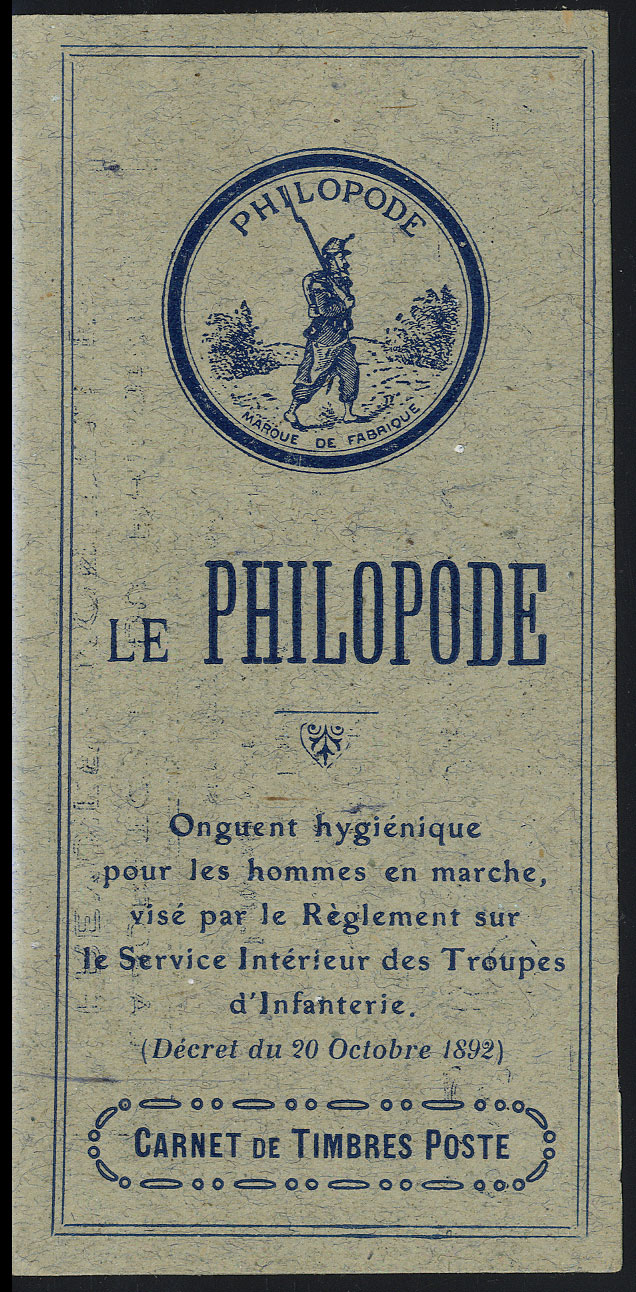 PHILOPODE
MARQUE DE FABRIQUE
LE PHILOPODE
Onguent hygiénique
pour les hommes en marche,
visé par le Règlement sur
le Service Intérieur des Troupes
d'Infanterie.
(Décret du 20 Octobre 1892)
CARNET DE TIMBRES POSTE